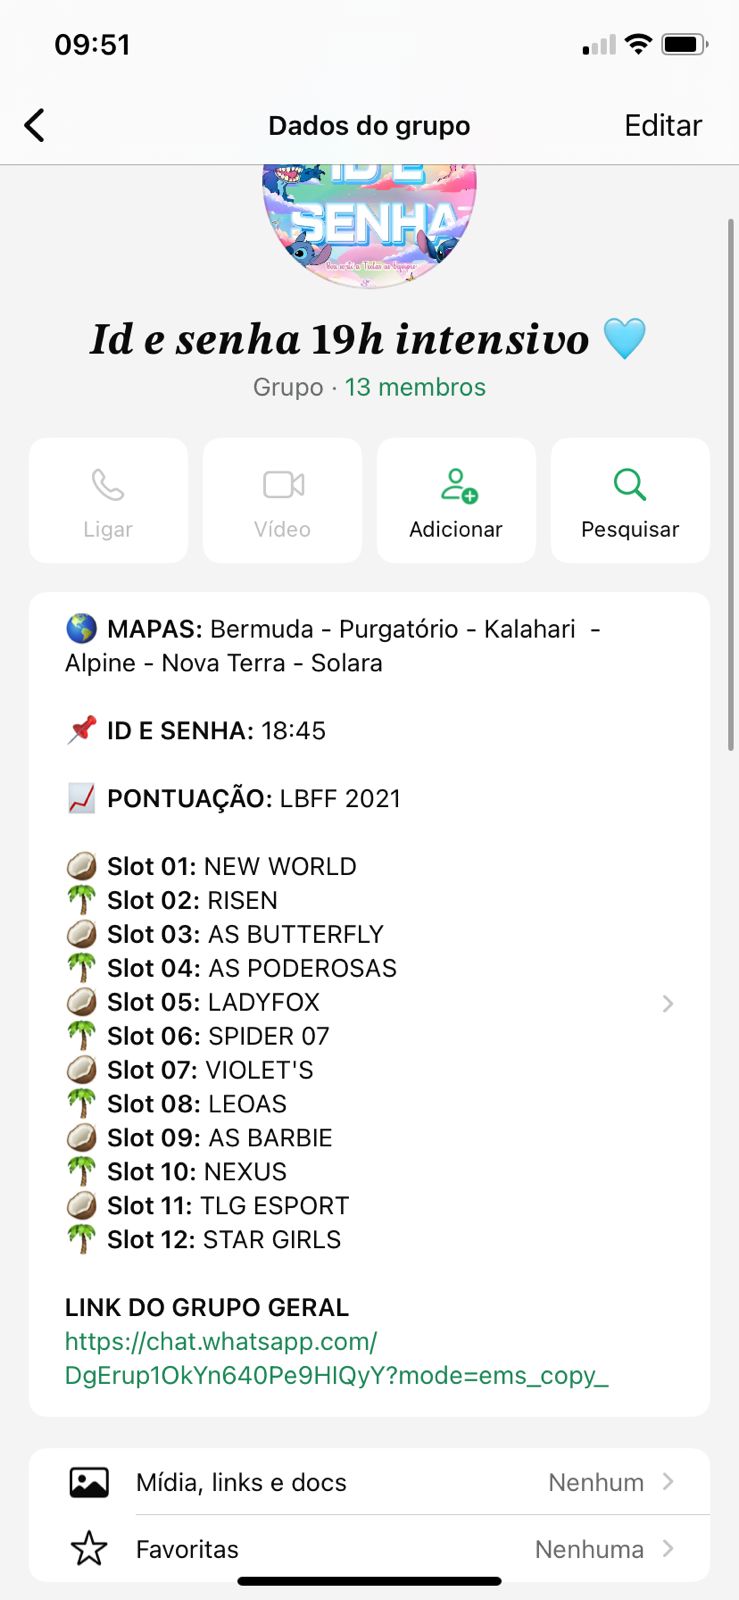 09:51
Dados do grupo
Editar
ID E
SENHA
Id e senha 19h intensivo 🩵
Grupo · 13 membros
Ligar
Vídeo
Adicionar
Pesquisar
🌎 MAPAS: Bermuda - Purgatório - Kalahari -
Alpine - Nova Terra - Solara
📌 ID E SENHA: 18:45
📈 PONTUAÇÃO: LBFF 2021
🥥 Slot 01: NEW WORLD
🌴 Slot 02: RISEN
🥥 Slot 03: AS BUTTERFLY
🌴 Slot 04: AS PODEROSAS
🥥 Slot 05: LADYFOX
🌴 Slot 06: SPIDER 07
🥥 Slot 07: VIOLET'S
🌴 Slot 08: LEOAS
🥥 Slot 09: AS BARBIE
🌴 Slot 10: NEXUS
🥥 Slot 11: TLG ESPORT
🌴 Slot 12: STAR GIRLS
LINK DO GRUPO GERAL
https://chat.whatsapp.com/
DgErup1OkYn640Pe9HIQyY?mode=ems_copy_
Mídia, links e docs
Nenhum
Favoritas
Nenhuma